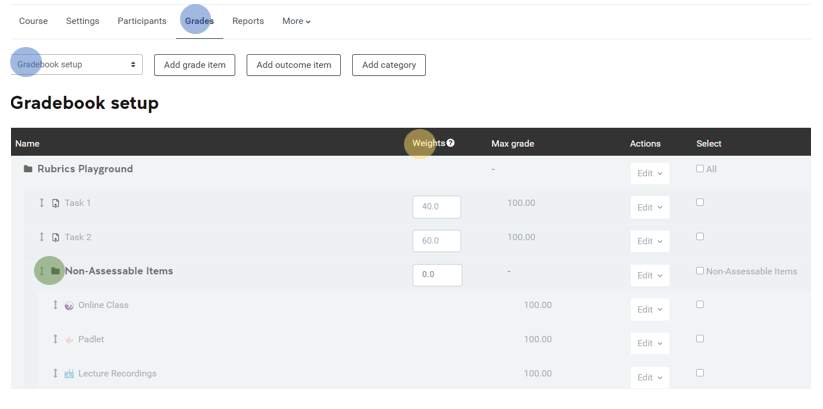 Course Settings Participants Grades Reports More
Gradebook setup Add grade item Add outcome item Add category
Gradebook setup
Name Weights Max grade Actions Select
Rubrics Playground - Edit All
Task 1 40.0 100.00 Edit
Task 2 60.0 100.00 Edit
Non-Assessable Items 0.0 - Edit Non-Assessable Items
Online Class 100.00 Edit
Padlet 100.00 Edit
Lecture Recordings 100.00 Edit